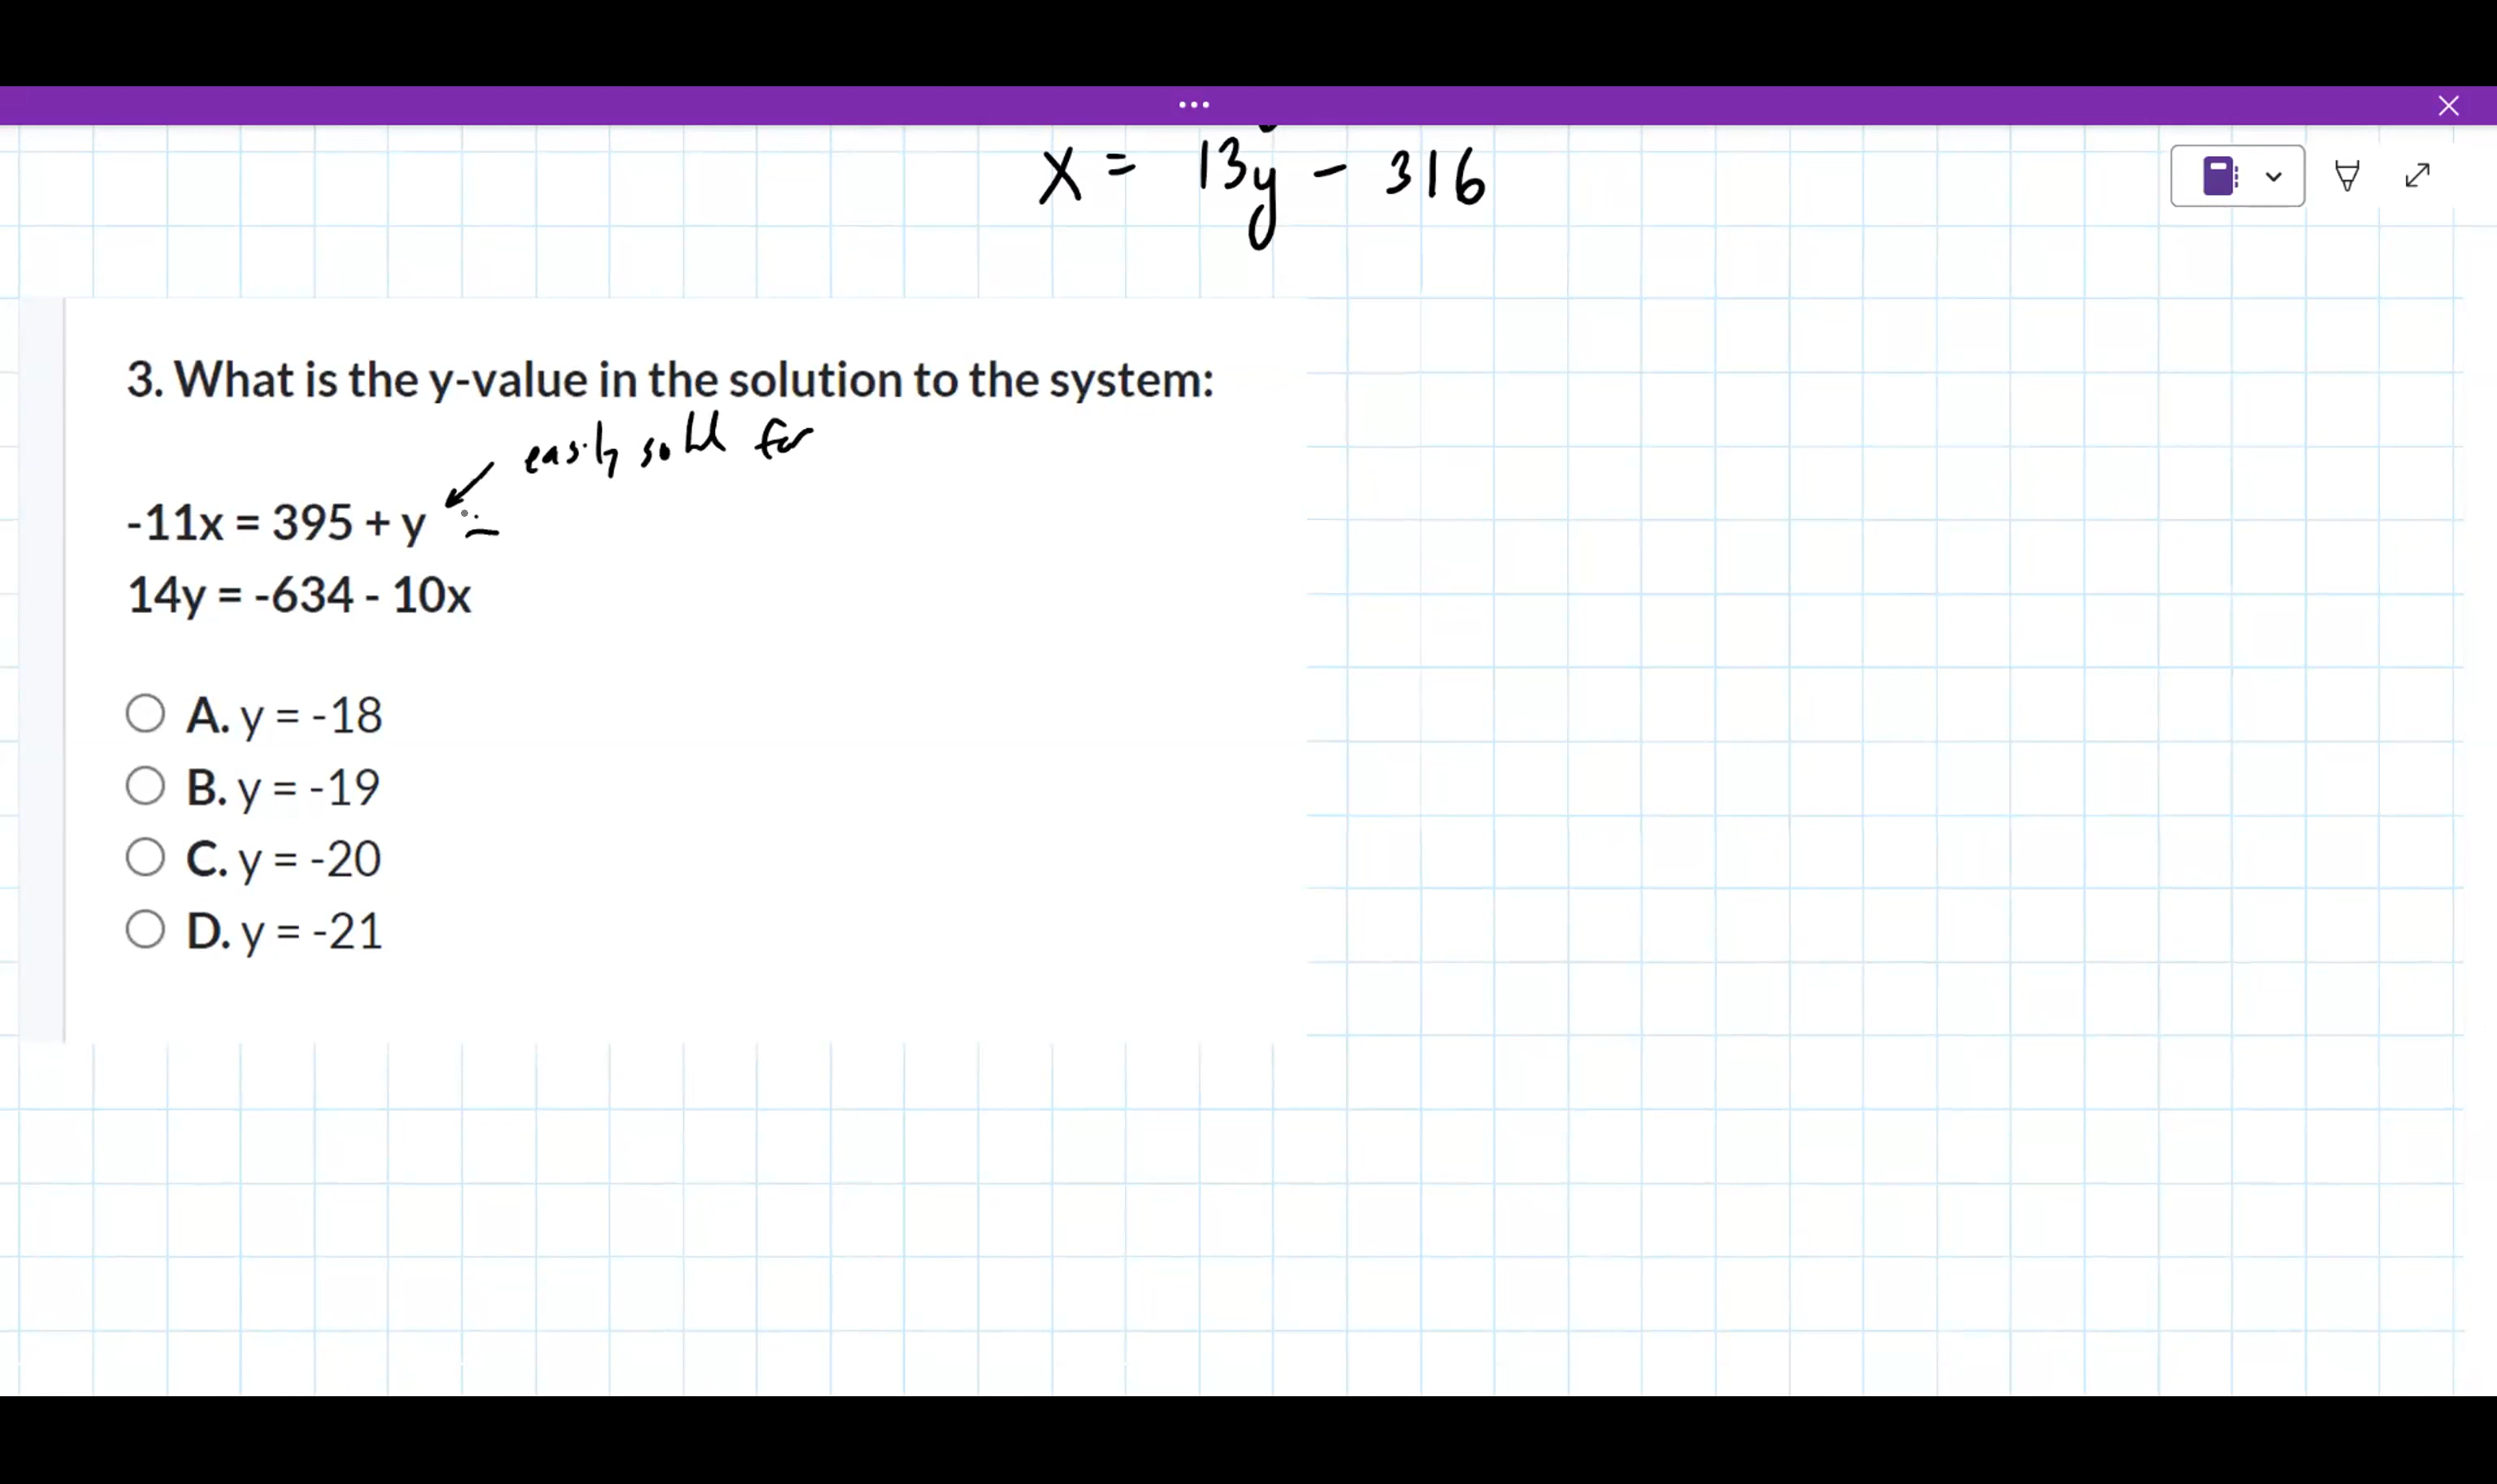 x = 13y - 316
3. What is the y-value in the solution to the system:
easily solve for
-11x = 395 + y
14y = -634 - 10x
A. y = -18
B. y = -19
C. y = -20
D. y = -21